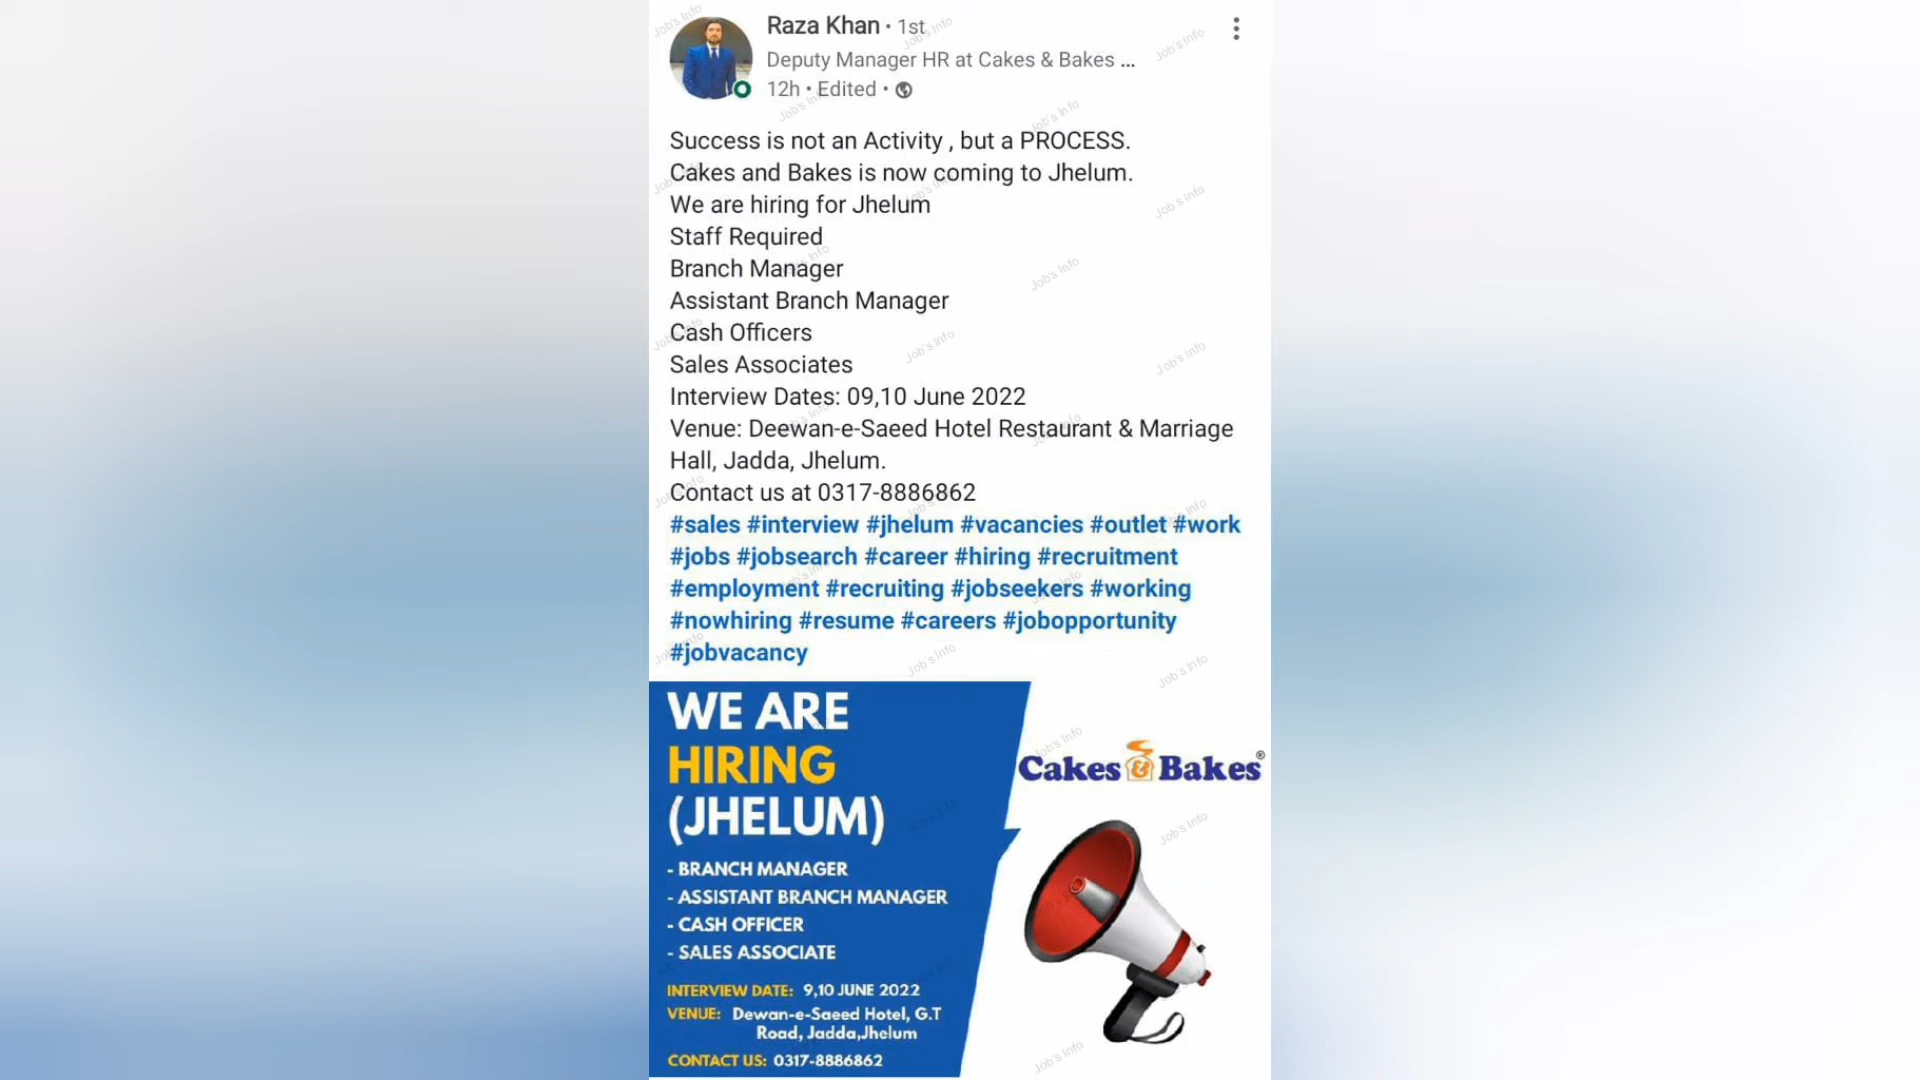 Raza Khan • 1st
Deputy Manager HR at Cakes & Bakes ...
12h • Edited •
Success is not an Activity , but a PROCESS.
Cakes and Bakes is now coming to Jhelum.
We are hiring for Jhelum
Staff Required
Branch Manager
Assistant Branch Manager
Cash Officers
Sales Associates
Interview Dates: 09,10 June 2022
Venue: Deewan-e-Saeed Hotel Restaurant & Marriage
Hall, Jadda, Jhelum.
Contact us at 0317-8886862
#sales #interview #jhelum #vacancies #outlet #work
#jobs #jobsearch #career #hiring #recruitment
#employment #recruiting #jobseekers #working
#nowhiring #resume #careers #jobopportunity
#jobvacancy
WE ARE
HIRING
(JHELUM)
Cakes & Bakes®
- BRANCH MANAGER
- ASSISTANT BRANCH MANAGER
- CASH OFFICER
- SALES ASSOCIATE
INTERVIEW DATE: 9,10 JUNE 2022
VENUE: Dewan-e-Saeed Hotel, G.T
Road, Jadda,Jhelum
CONTACT US: 0317-8886862
Job's Info